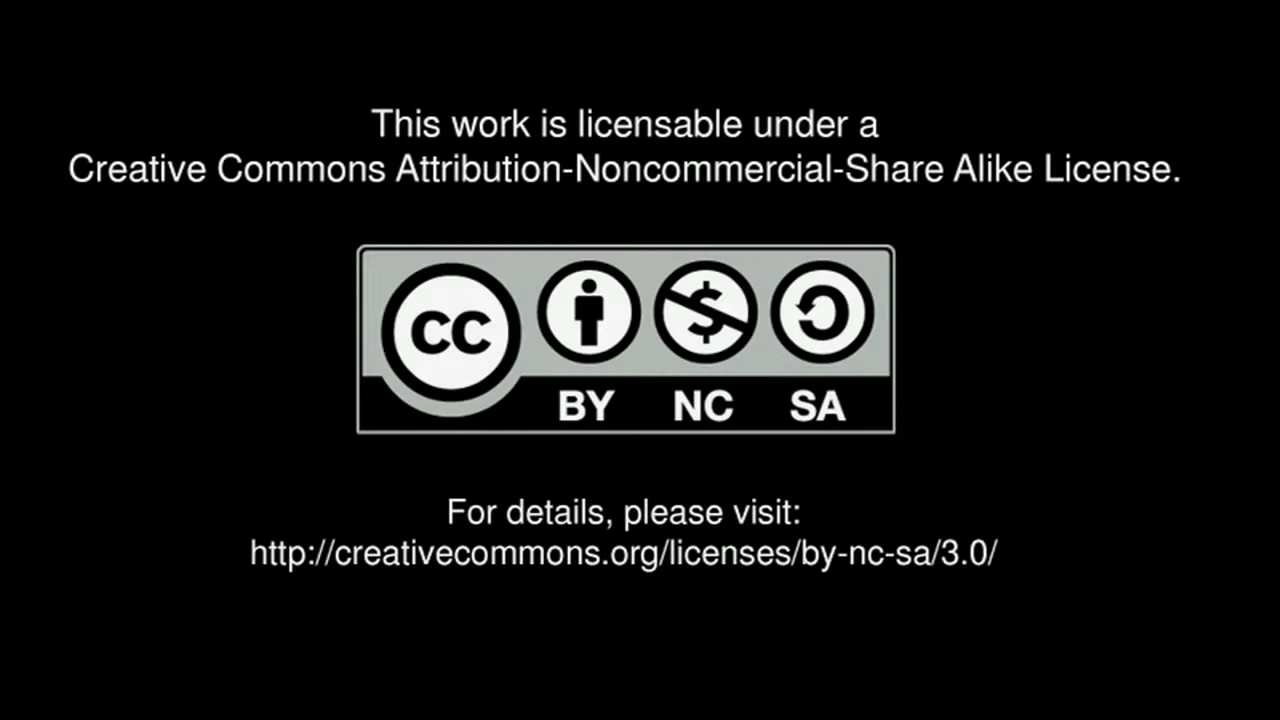 This work is licensable under a
Creative Commons Attribution-Noncommercial-Share Alike License.
CC
BY NC SA
For details, please visit:
http://creativecommons.org/licenses/by-nc-sa/3.0/